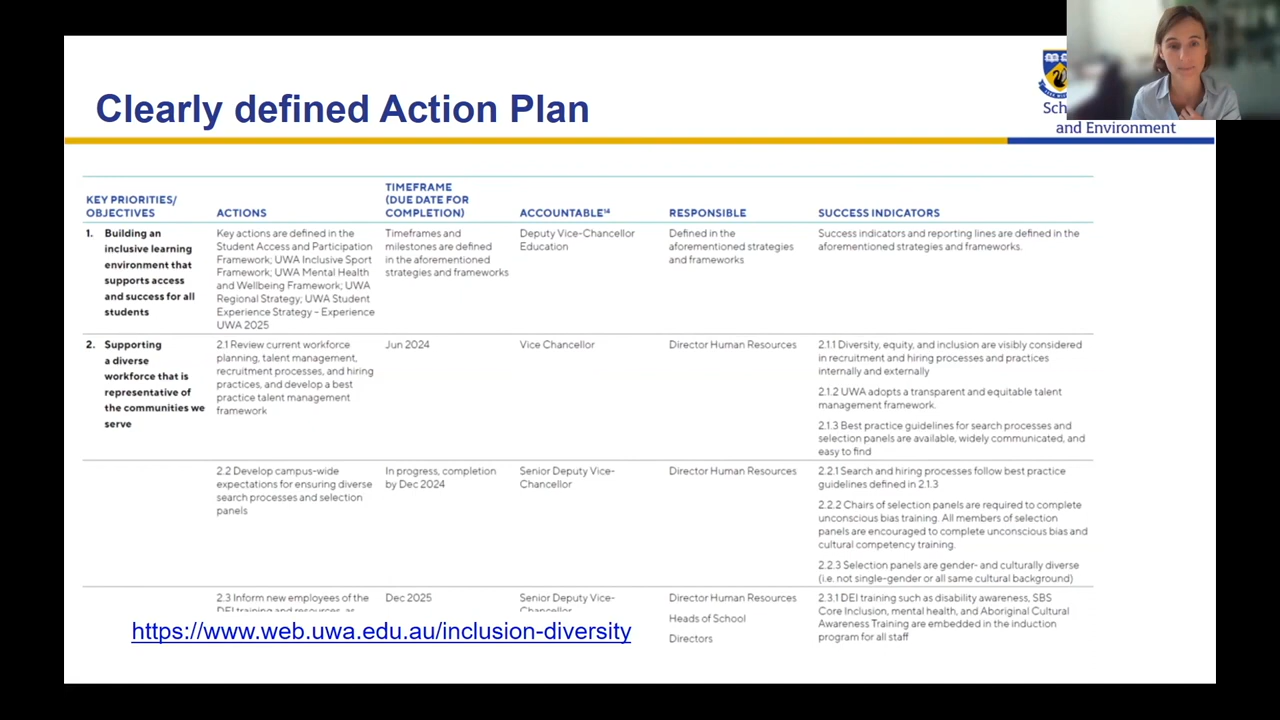 Clearly defined Action Plan
and Environment
KEY PRIORITIES/
OBJECTIVES
ACTIONS
TIMEFRAME
(DUE DATE FOR
COMPLETION)
ACCOUNTABLE¹⁴
RESPONSIBLE
SUCCESS INDICATORS
1. Building an
inclusive learning
environment that
supports access
and success for all
students
Key actions are defined in the
Student Access and Participation
Framework; UWA Inclusive Sport
Framework; UWA Mental Health
and Wellbeing Framework; UWA
Regional Strategy; UWA Student
Experience Strategy – Experience
UWA 2025
Timeframes and
milestones are defined
in the aforementioned
strategies and frameworks
Deputy Vice-Chancellor
Education
Defined in the
aforementioned strategies
and frameworks
Success indicators and reporting lines are defined in the
aforementioned strategies and frameworks.
2. Supporting
a diverse
workforce that is
representative of
the communities we
serve
2.1 Review current workforce
planning, talent management,
recruitment processes, and hiring
practices, and develop a best
practice talent management
framework
Jun 2024
Vice Chancellor
Director Human Resources
2.1.1 Diversity, equity, and inclusion are visibly considered
in recruitment and hiring processes and practices
internally and externally
2.1.2 UWA adopts a transparent and equitable talent
management framework.
2.1.3 Best practice guidelines for search processes and
selection panels are available, widely communicated, and
easy to find
2.2 Develop campus-wide
expectations for ensuring diverse
search processes and selection
panels
In progress, completion
by Dec 2024
Senior Deputy Vice-
Chancellor
Director Human Resources
2.2.1 Search and hiring processes follow best practice
guidelines defined in 2.1.3
2.2.2 Chairs of selection panels are required to complete
unconscious bias training. All members of selection
panels are encouraged to complete unconscious bias and
cultural competency training.
2.2.3 Selection panels are gender- and culturally diverse
(i.e. not single-gender or all same cultural background)
2.3 Inform new employees of the
DEI training and resources, as
Dec 2025
Senior Deputy Vice-
Chancellor
Director Human Resources
Heads of School
Directors
2.3.1 DEI training such as disability awareness, SBS
Core Inclusion, mental health, and Aboriginal Cultural
Awareness Training are embedded in the induction
program for all staff
https://www.web.uwa.edu.au/inclusion-diversity